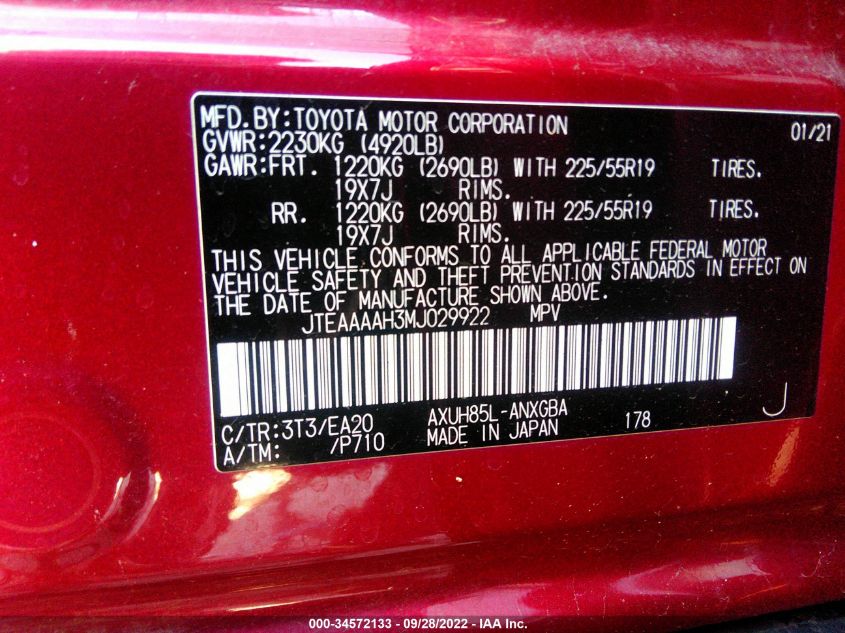 MFD.BY:TOYOTA MOTOR CORPORATION 01/21
GVWR:2230KG (4920LB)
GAWR:FRT. 1220KG (2690LB) WITH 225/55R19 TIRES.
19X7J RIMS.
RR. 1220KG (2690LB) WITH 225/55R19 TIRES.
19X7J RIMS.
THIS VEHICLE CONFORMS TO ALL APPLICABLE FEDERAL MOTOR
VEHICLE SAFETY AND THEFT PREVENTION STANDARDS IN EFFECT ON
THE DATE OF MANUFACTURE SHOWN ABOVE.
JTEAAAAH3MJ029922 MPV
C/TR:3T3/EA20 AXUH85L-ANXGBA 178 J
A/TM: /P710 MADE IN JAPAN
000-34572133 - 09/28/2022 - IAA Inc.